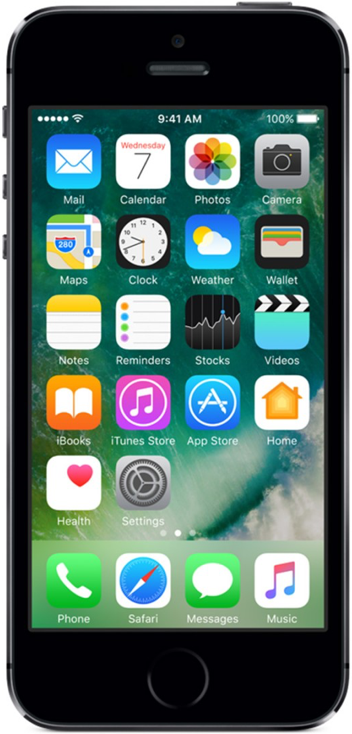 9:41 AM 100%
Wednesday
7
Mail Calendar Photos Camera
280
Maps Clock Weather Wallet
Notes Reminders Stocks Videos
iBooks iTunes Store App Store Home
Health Settings
Phone Safari Messages Music